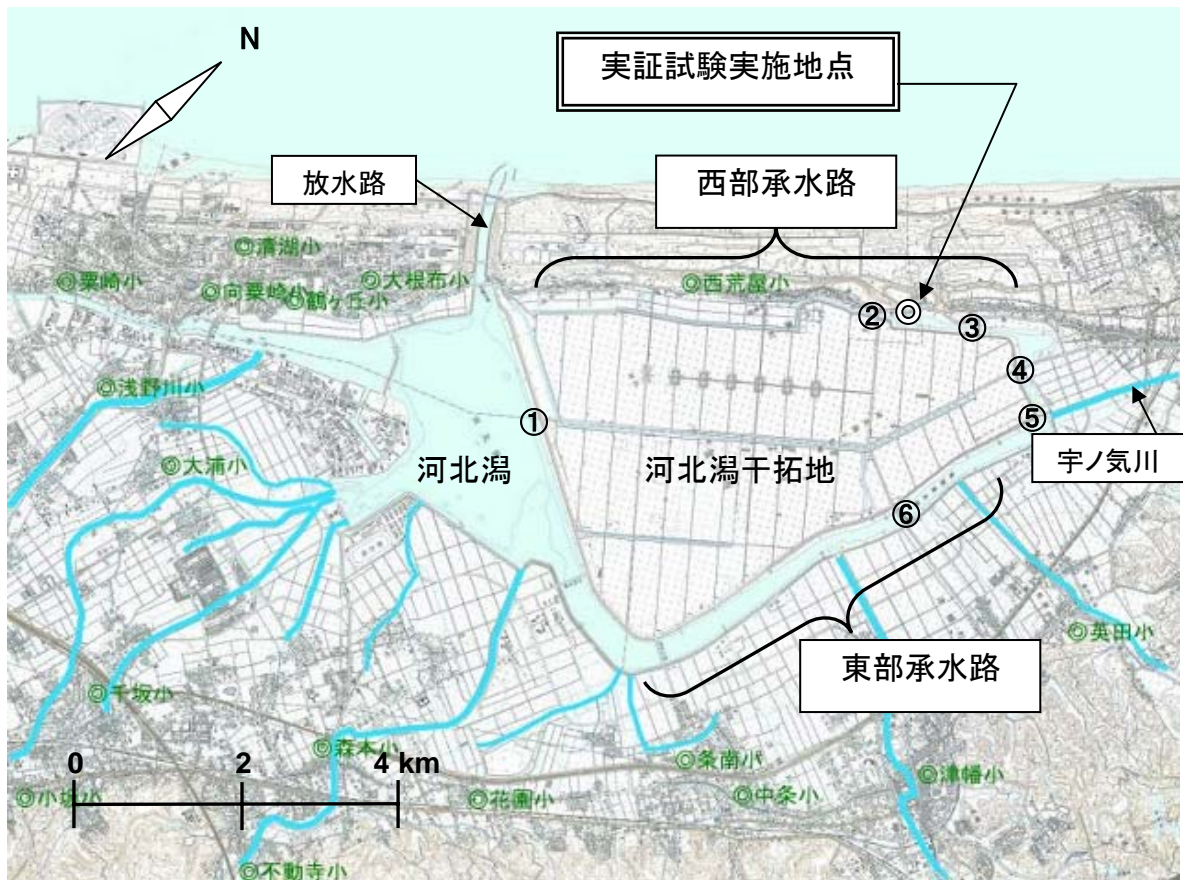 N
実証試験実施地点
放水路
西部承水路
◎清湖小
◎粟崎小
◎向粟崎小
◎鶴ヶ丘小
◎大根布小
◎西荒屋小
②
◎
③
④
⑤
①
◎浅野川小
◎大浦小
河北潟
河北潟干拓地
宇ノ気川
⑥
◎英田小
東部承水路
◎千坂小
◎森本小
◎条南小
0
2
4 km
◎小坂小
◎花園小
◎中条小
◎津幡小
◎不動寺小